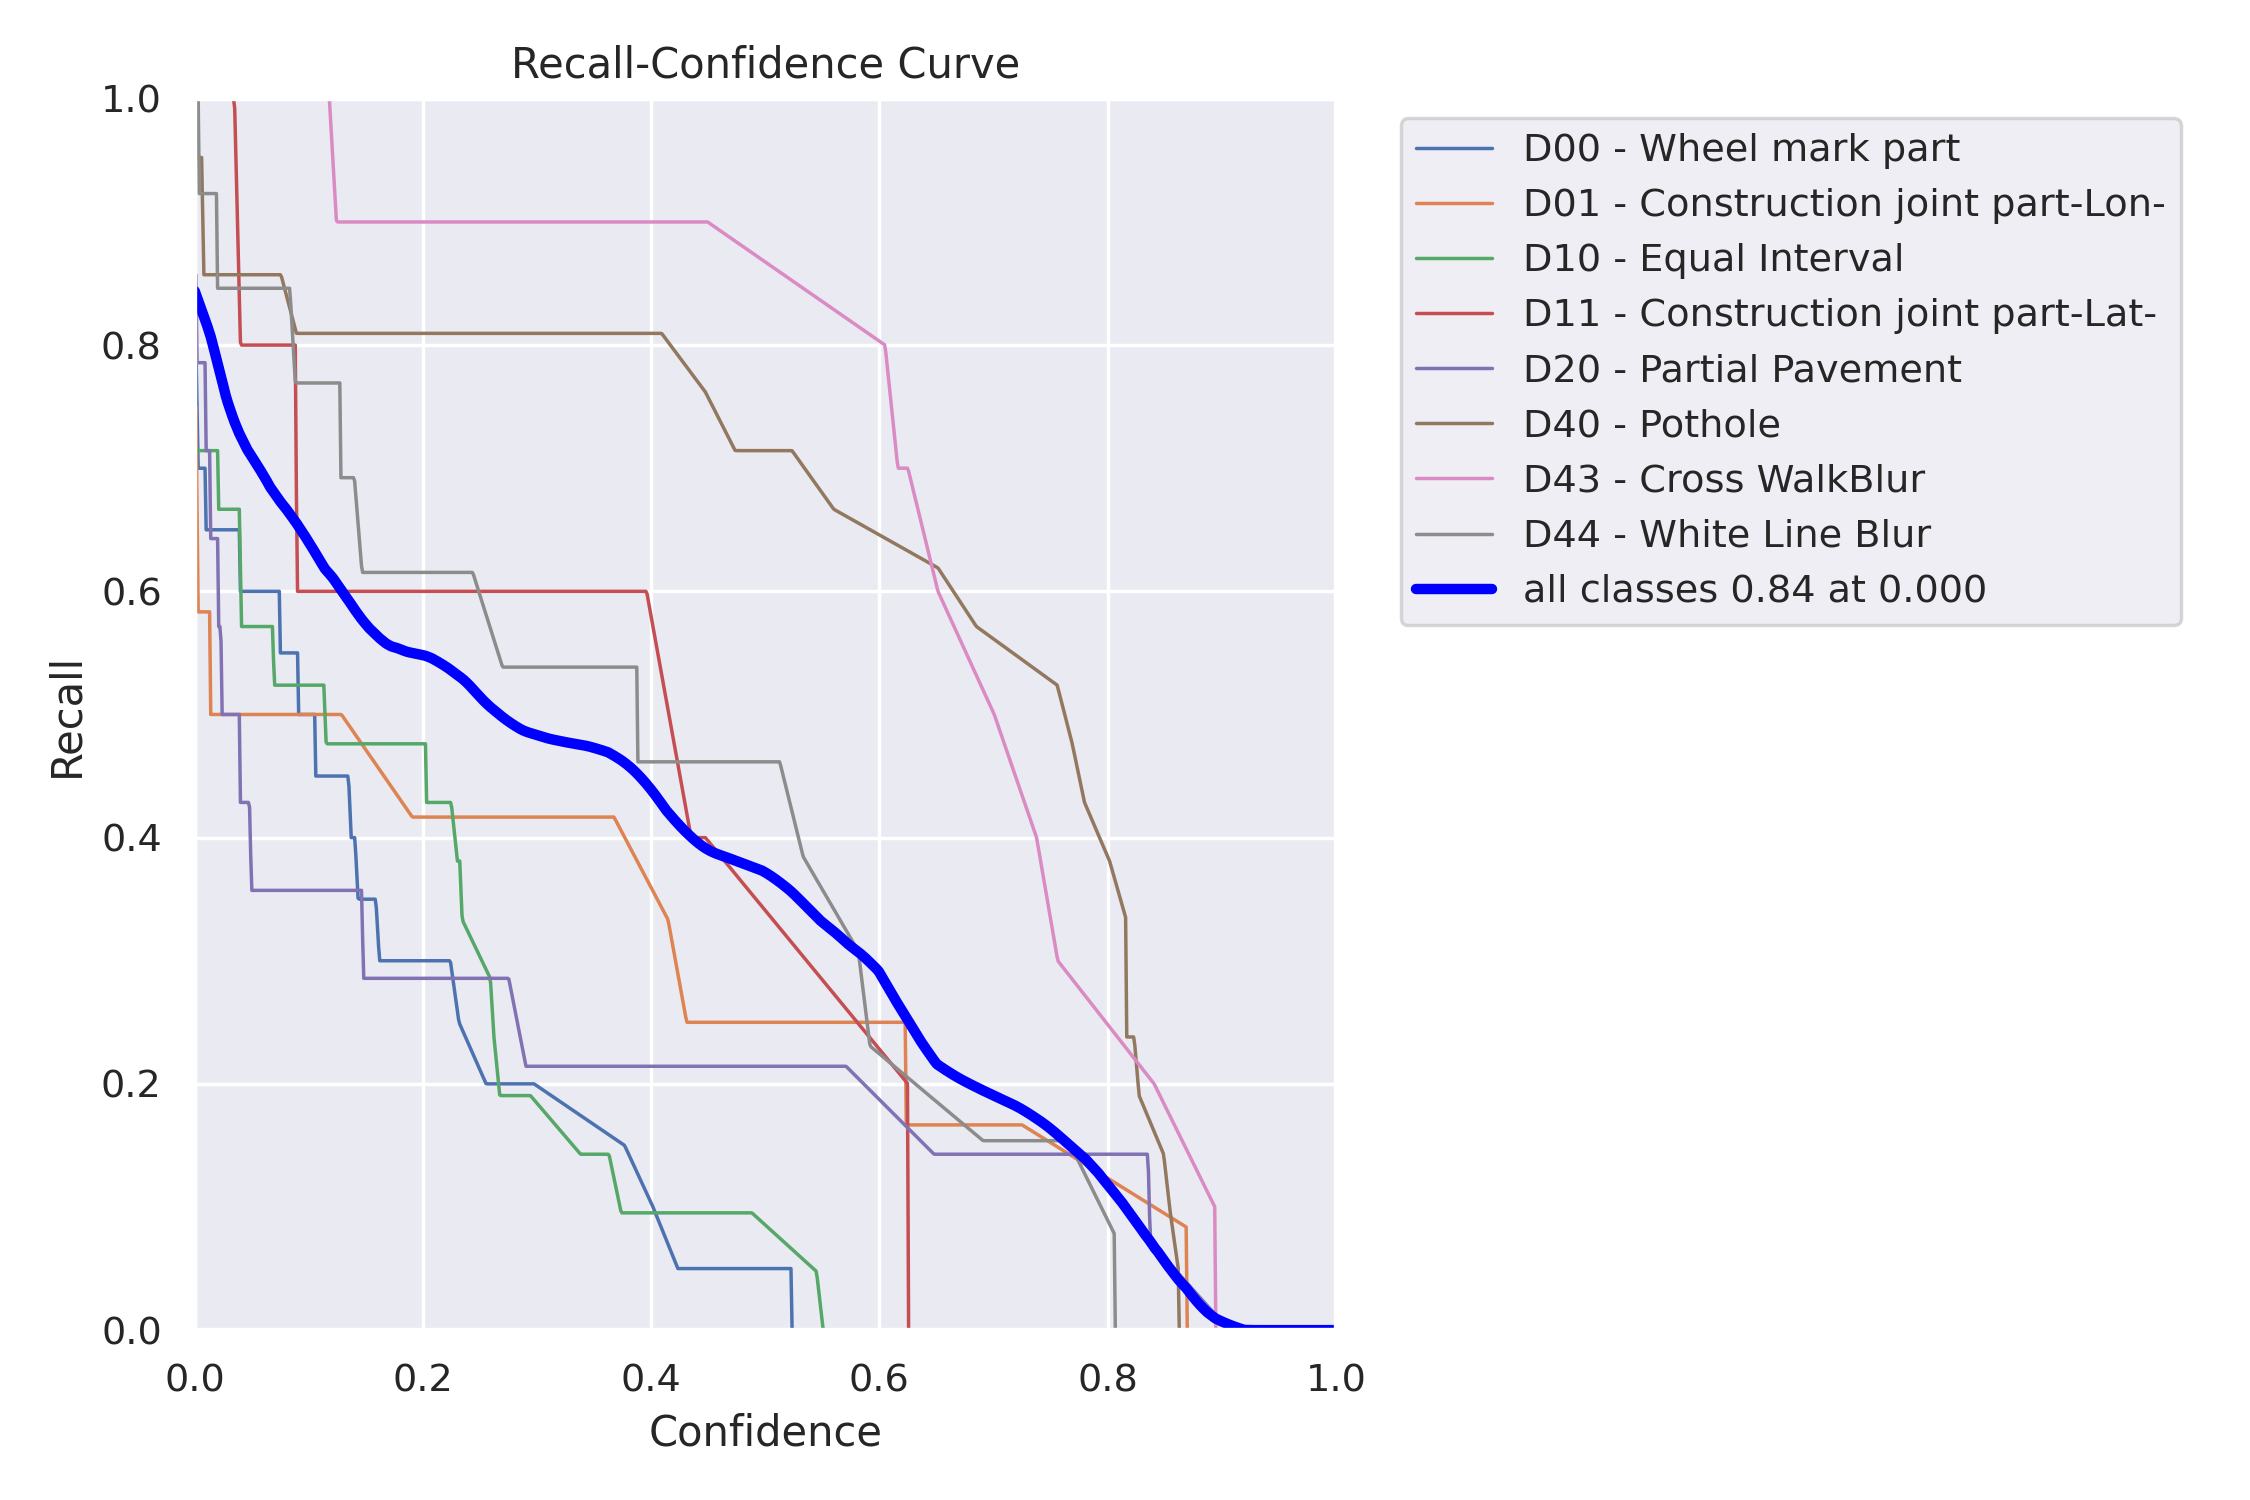 Recall-Confidence Curve
1.0
0.8
0.6
0.4
0.2
0.0
Recall
0.0 0.2 0.4 0.6 0.8 1.0
Confidence
D00 - Wheel mark part
D01 - Construction joint part-Lon-
D10 - Equal Interval
D11 - Construction joint part-Lat-
D20 - Partial Pavement
D40 - Pothole
D43 - Cross WalkBlur
D44 - White Line Blur
all classes 0.84 at 0.000